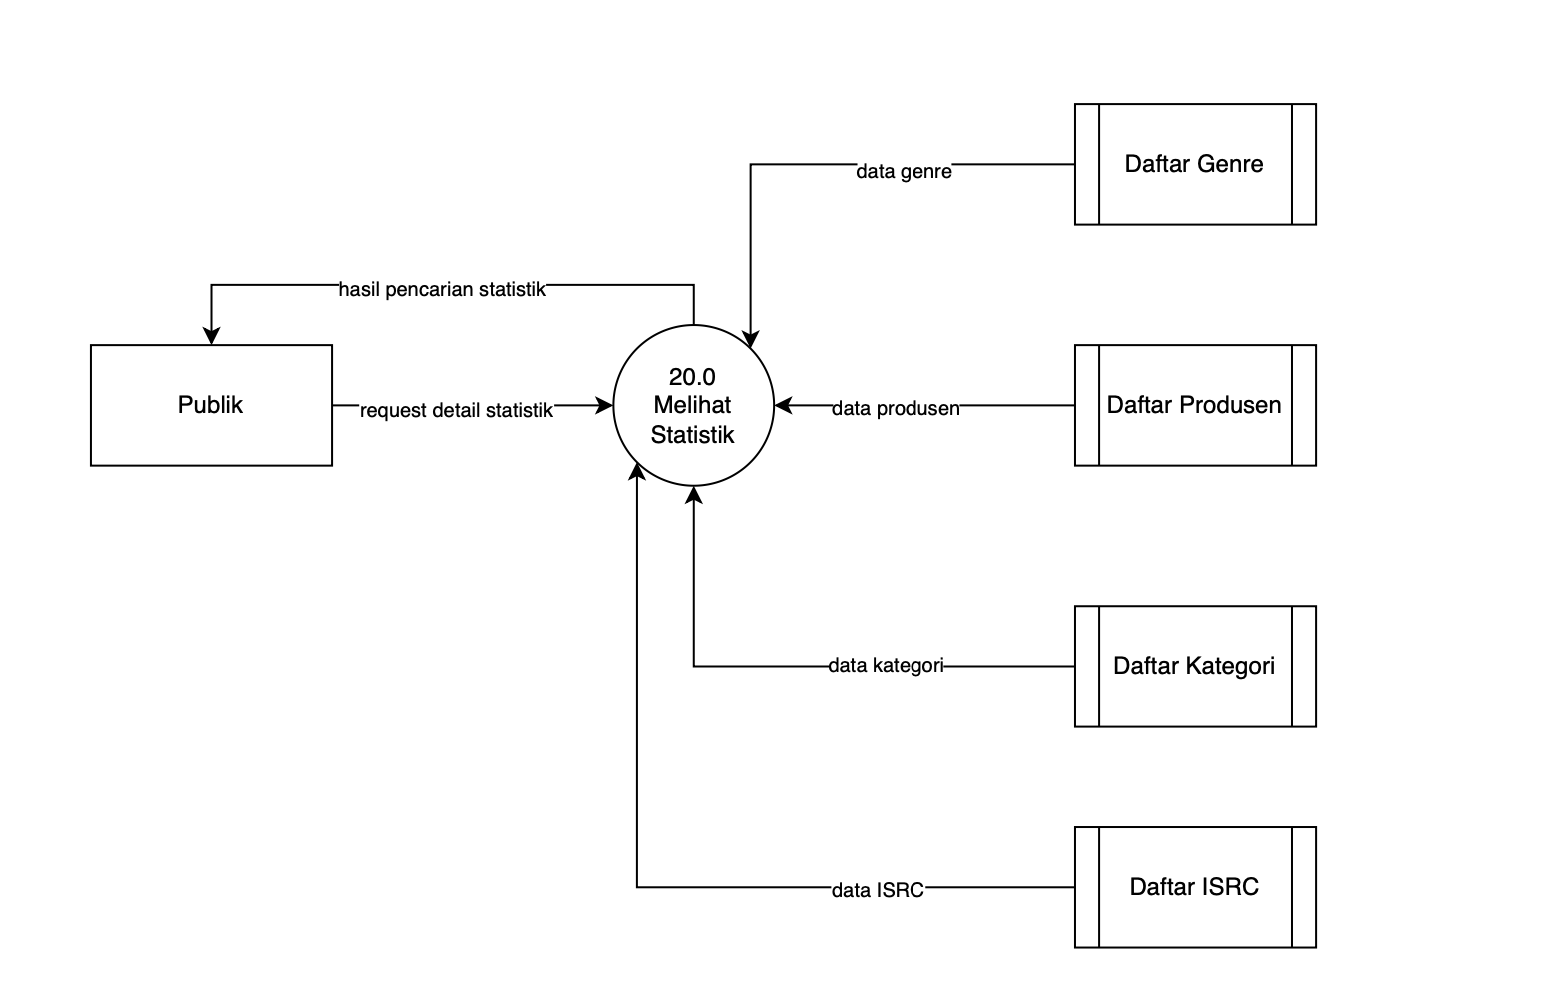 data genre
Daftar Genre
hasil pencarian statistik
Publik
request detail statistik
20.0
Melihat
Statistik
data produsen
Daftar Produsen
data kategori
Daftar Kategori
data ISRC
Daftar ISRC